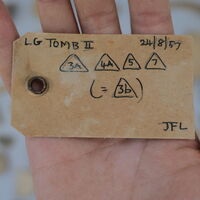 L.G TOMB II 24/8/57
3A 4A 5 7
(= 3b)
JFL